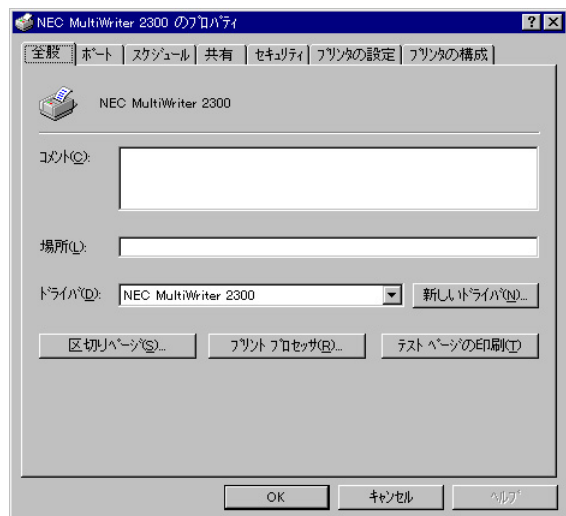 NEC MultiWriter 2300 のﾌﾟﾛﾊﾟﾃｨ
全般 ﾎﾟｰﾄ ｽｹｼﾞｭｰﾙ 共有 ｾｷｭﾘﾃｨ ﾌﾟﾘﾝﾀの設定 ﾌﾟﾘﾝﾀの構成
NEC MultiWriter 2300
ｺﾒﾝﾄ(C):
場所(L):
ﾄﾞﾗｲﾊﾞ(D): NEC MultiWriter 2300 新しいﾄﾞﾗｲﾊﾞ(N)...
区切りﾍﾟｰｼﾞ(S)... ﾌﾟﾘﾝﾄ ﾌﾟﾛｾｯｻ(R)... ﾃｽﾄ ﾍﾟｰｼﾞの印刷(T)
OK ｷｬﾝｾﾙ ﾍﾙﾌﾟ